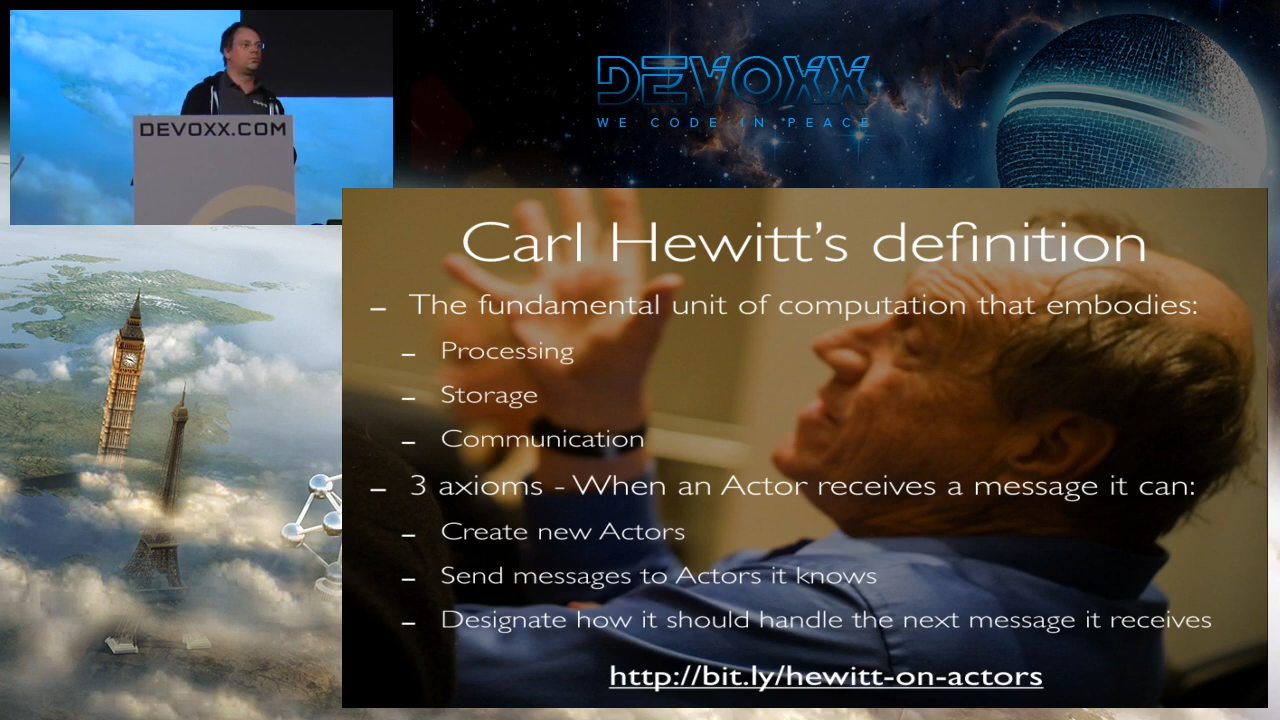 DEVOXX.COM
DEVOXX
WE CODE IN PEACE
Carl Hewitt's definition
– The fundamental unit of computation that embodies:
– Processing
– Storage
– Communication
– 3 axioms - When an Actor receives a message it can:
– Create new Actors
– Send messages to Actors it knows
– Designate how it should handle the next message it receives
http://bit.ly/hewitt-on-actors